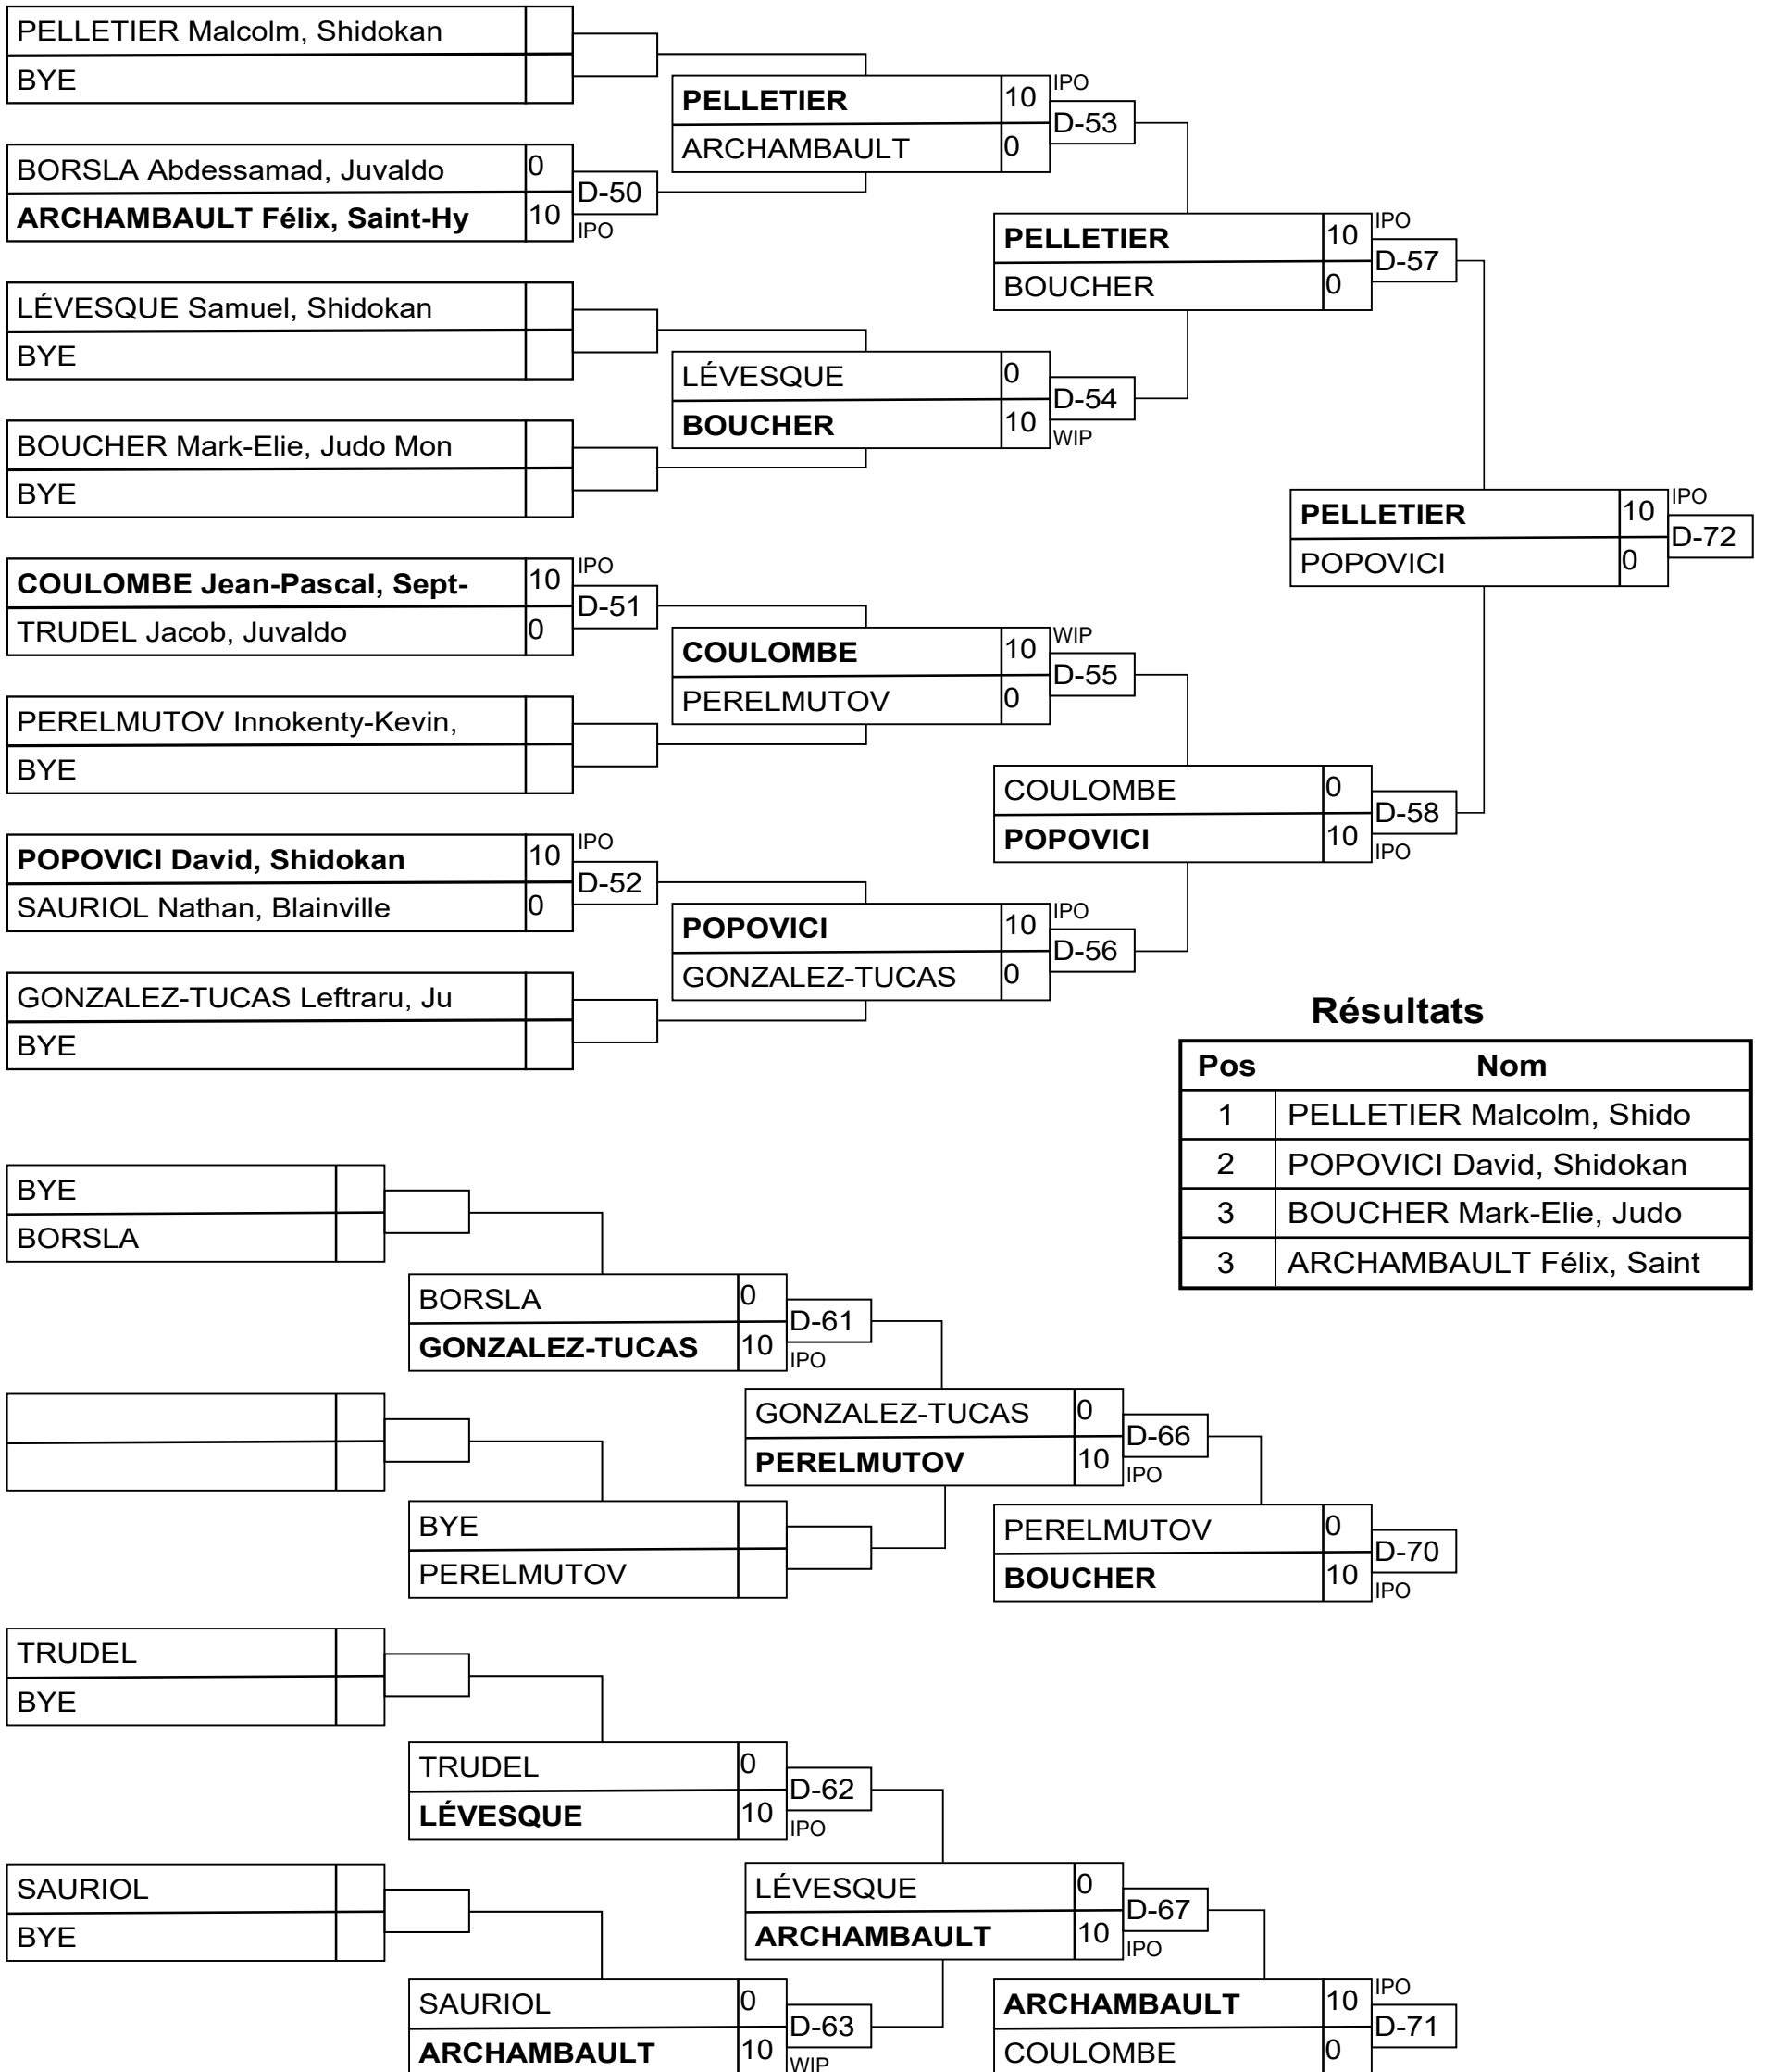 PELLETIER Malcolm, Shidokan
BYE
BORSLA Abdessamad, Juvaldo 0
ARCHAMBAULT Félix, Saint-Hy 10
D-50
IPO
LÉVESQUE Samuel, Shidokan
BYE
BOUCHER Mark-Elie, Judo Mon
BYE
COULOMBE Jean-Pascal, Sept- 10
TRUDEL Jacob, Juvaldo 0
IPO
D-51
PERELMUTOV Innokenty-Kevin,
BYE
POPOVICI David, Shidokan 10
SAURIOL Nathan, Blainville 0
IPO
D-52
GONZALEZ-TUCAS Leftraru, Ju
BYE
PELLETIER 10
ARCHAMBAULT 0
IPO
D-53
LÉVESQUE 0
BOUCHER 10
D-54
WIP
COULOMBE 10
PERELMUTOV 0
WIP
D-55
POPOVICI 10
GONZALEZ-TUCAS 0
IPO
D-56
PELLETIER 10
BOUCHER 0
IPO
D-57
COULOMBE 0
POPOVICI 10
D-58
IPO
PELLETIER 10
POPOVICI 0
IPO
D-72
Résultats
Pos Nom
1 PELLETIER Malcolm, Shido
2 POPOVICI David, Shidokan
3 BOUCHER Mark-Elie, Judo
3 ARCHAMBAULT Félix, Saint
BYE
BORSLA
BORSLA 0
GONZALEZ-TUCAS 10
D-61
IPO
BYE
PERELMUTOV
GONZALEZ-TUCAS 0
PERELMUTOV 10
D-66
IPO
PERELMUTOV 0
BOUCHER 10
D-70
IPO
TRUDEL
BYE
TRUDEL 0
LÉVESQUE 10
D-62
IPO
SAURIOL
BYE
SAURIOL 0
ARCHAMBAULT 10
D-63
WIP
LÉVESQUE 0
ARCHAMBAULT 10
D-67
IPO
ARCHAMBAULT 10
COULOMBE 0
IPO
D-71